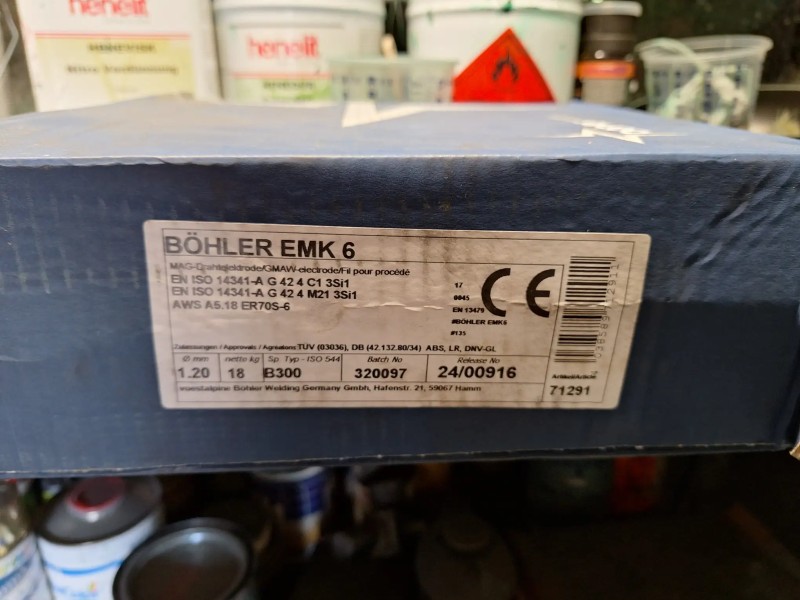 henelit
henelit
BÖHLER EMK 6
MAG-Drahtelektrode/GMAW-electrode/Fil pour procédé
EN ISO 14341-A G 42 4 C1 3Si1
EN ISO 14341-A G 42 4 M21 3Si1
AWS A5.18 ER70S-6
17
0045
EN 13479
#BÖHLER EMK6
#135
CE
Zulassungen / Approvals / Agréations: TÜV (03036), DB (42.132.80/34) ABS, LR, DNV-GL
Ø mm netto kg Sp. Typ - ISO 544 Batch No Release No
1.20 18 B300 320097 24/00916
Artikel/Article
71291
voestalpine Böhler Welding Germany GmbH, Hafenstr. 21, 59067 Hamm